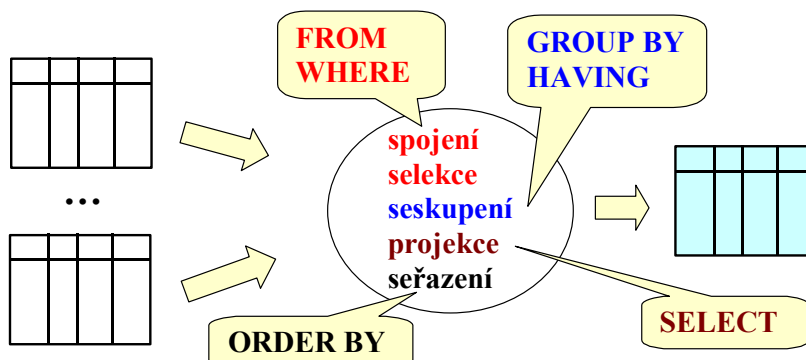 FROM
WHERE
GROUP BY
HAVING
spojení
selekce
seskupení
projekce
seřazení
...
ORDER BY
SELECT